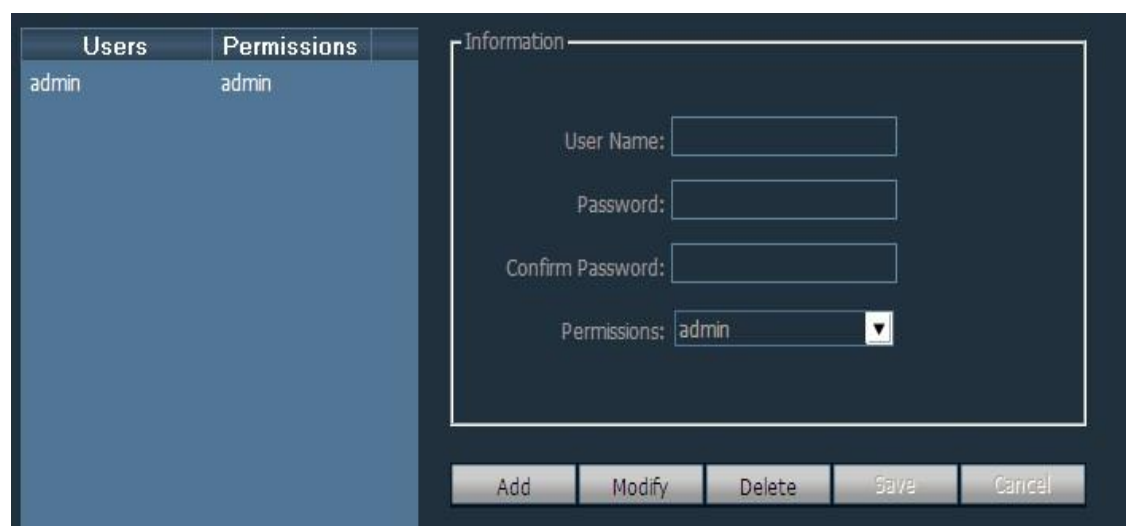 Users Permissions
admin admin
Information
User Name:
Password:
Confirm Password:
Permissions: admin
Add Modify Delete Save Cancel